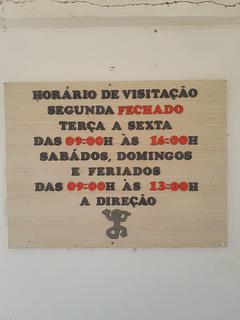 HORÁRIO DE VISITAÇÃO
SEGUNDA FECHADO
TERÇA A SEXTA
DAS 09:00H ÀS 16:00H
SABÁDOS, DOMINGOS
E FERIADOS
DAS 09:00H ÀS 13:00H
A DIREÇÃO